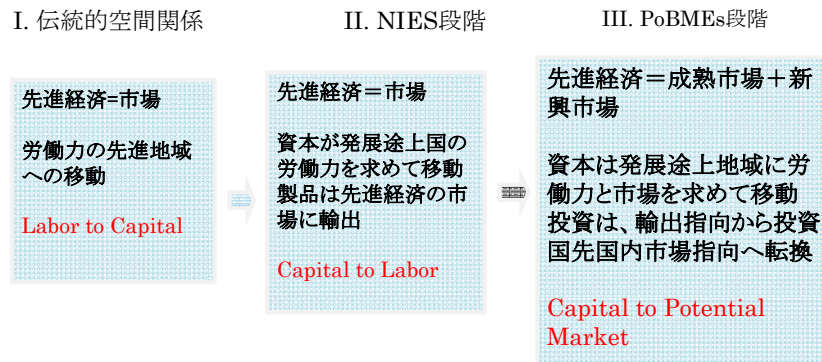 I. 伝統的空間関係
先進経済=市場
労働力の先進地域
への移動
Labor to Capital
II. NIES段階
先進経済＝市場
資本が発展途上国の
労働力を求めて移動
製品は先進経済の市
場に輸出
Capital to Labor
III. PoBMEs段階
先進経済＝成熟市場＋新
興市場
資本は発展途上地域に労
働力と市場を求めて移動
投資は、輸出指向から投資
国先国内市場指向へ転換
Capital to Potential
Market